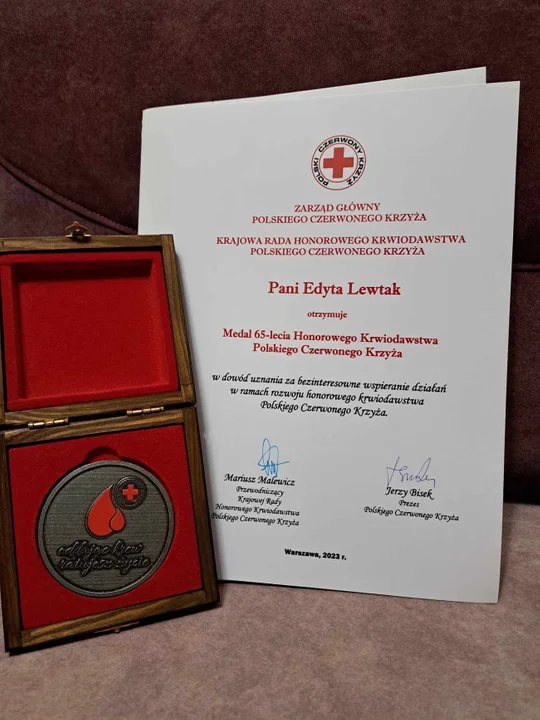 POLSKI CZERWONY KRZYŻ
ZARZĄD GŁÓWNY
POLSKIEGO CZERWONEGO KRZYŻA
KRAJOWA RADA HONOROWEGO KRWIODAWSTWA
POLSKIEGO CZERWONEGO KRZYŻA
Pani Edyta Lewtak
otrzymuje
Medal 65-lecia Honorowego Krwiodawstwa
Polskiego Czerwonego Krzyża
w dowód uznania za bezinteresowne wspieranie działań
w ramach rozwoju honorowego krwiodawstwa
Polskiego Czerwonego Krzyża.
Mariusz Malewicz
Przewodniczący
Krajowej Rady
Honorowego Krwiodawstwa
Polskiego Czerwonego Krzyża
Jerzy Bisek
Prezes
Polskiego Czerwonego Krzyża
Warszawa, 2023 r.
oddając krew
ratujesz życie